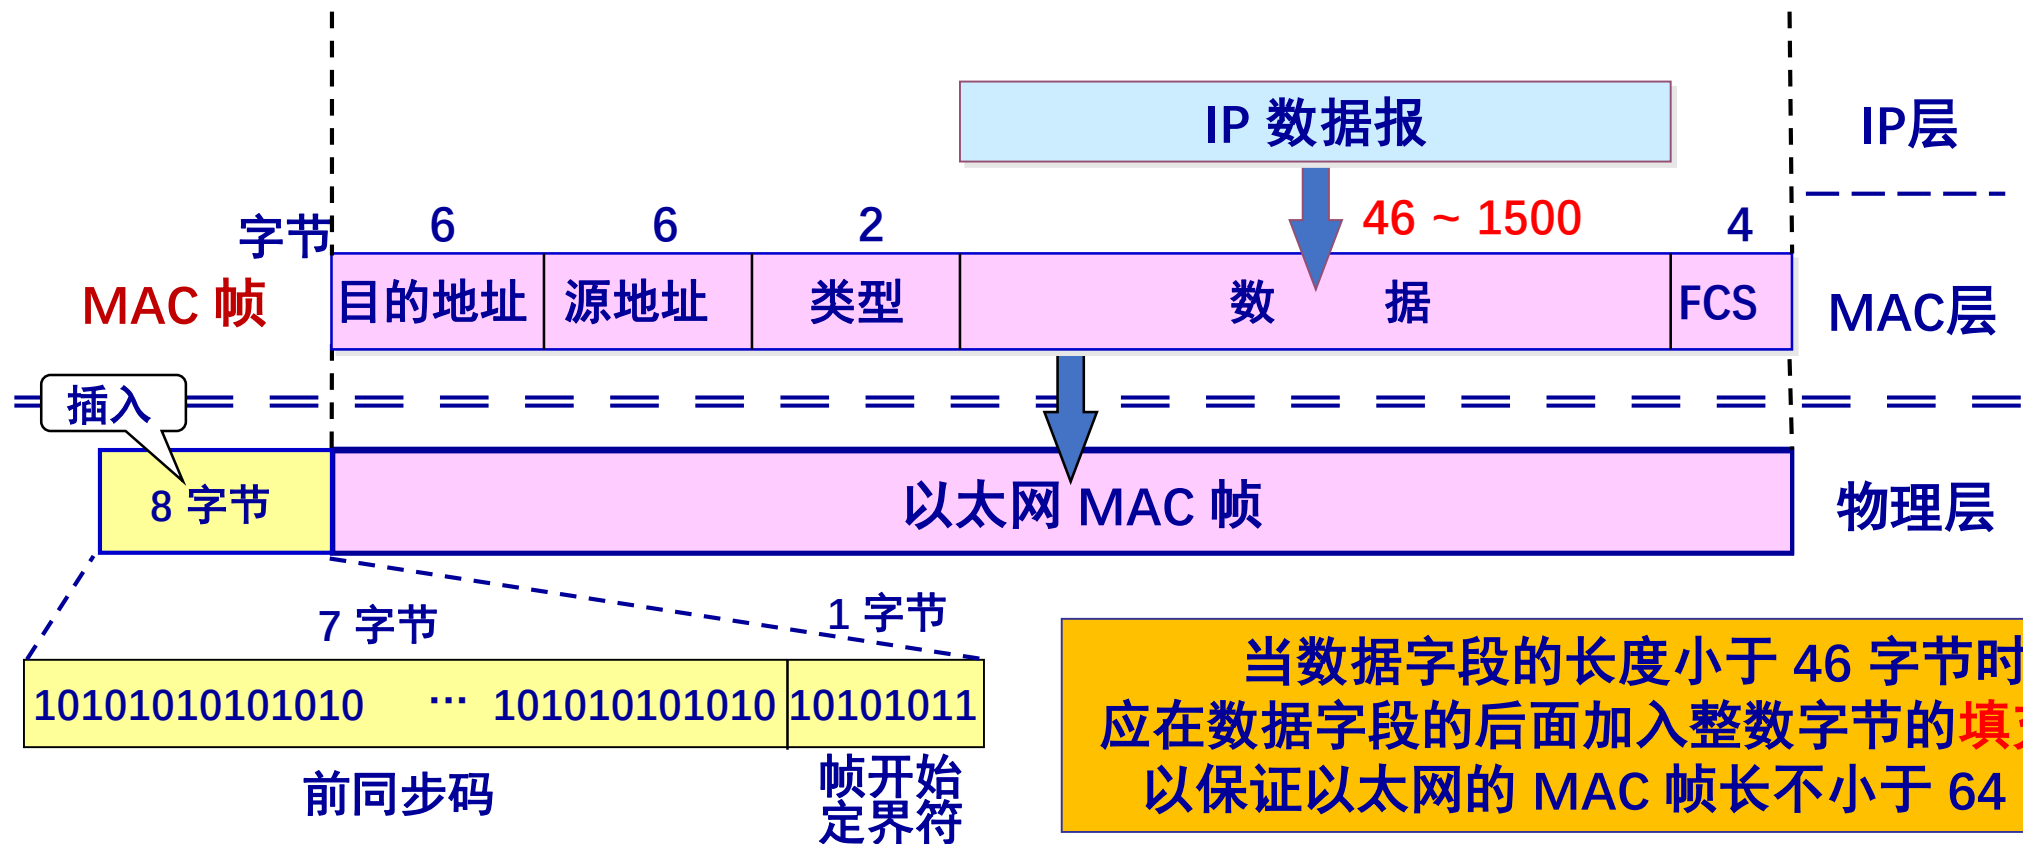 IP 数据报
IP层
字节
6
6
2
46 ~ 1500
4
MAC 帧
目的地址
源地址
类型
数 据
FCS
MAC层
插入
8 字节
以太网 MAC 帧
物理层
7 字节
1 字节
10101010101010 … 101010101010 10101011
前同步码
帧开始
定界符
当数据字段的长度小于 46 字节时
应在数据字段的后面加入整数字节的填
以保证以太网的 MAC 帧长不小于 64